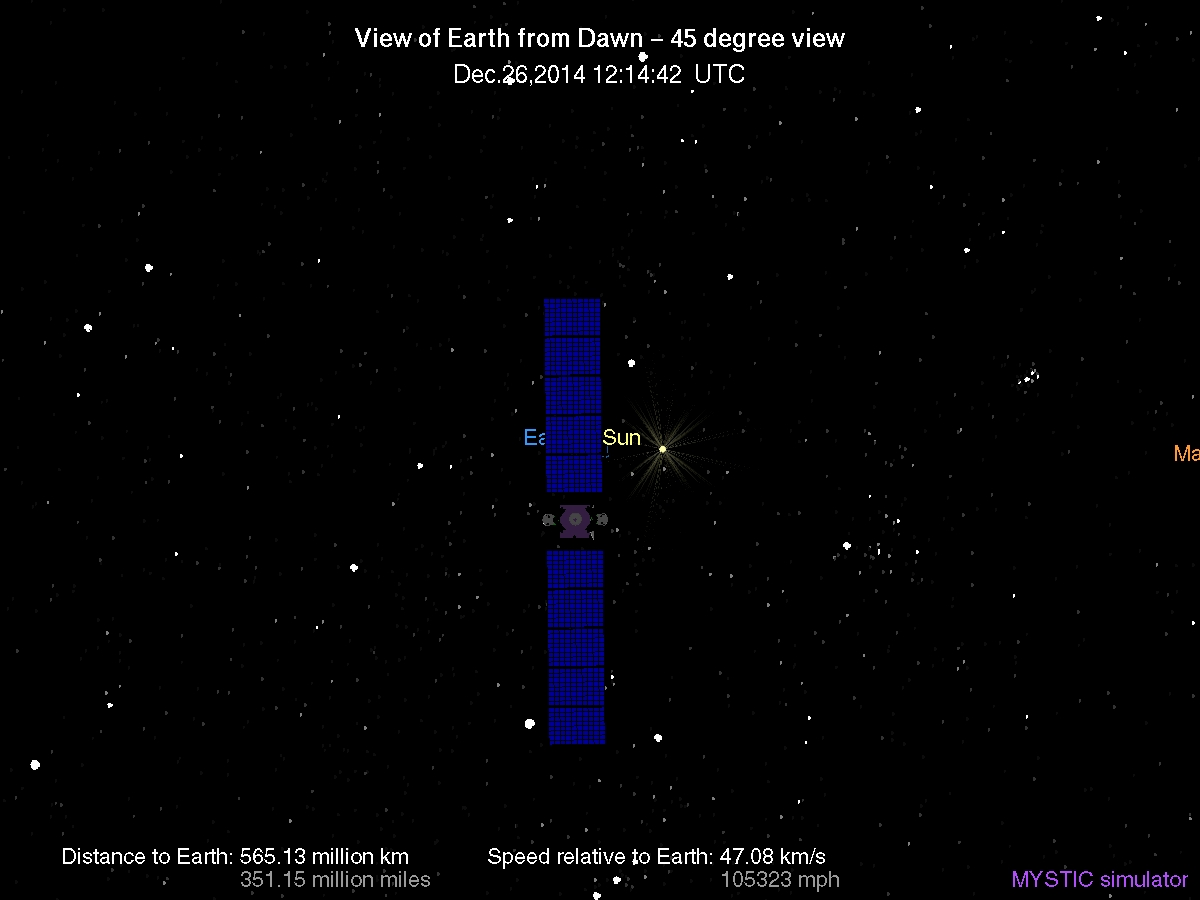 View of Earth from Dawn – 45 degree view
Dec.26,2014 12:14:42 UTC
Sun
Distance to Earth: 565.13 million km
351.15 million miles
Speed relative to Earth: 47.08 km/s
105323 mph
MYSTIC simulator